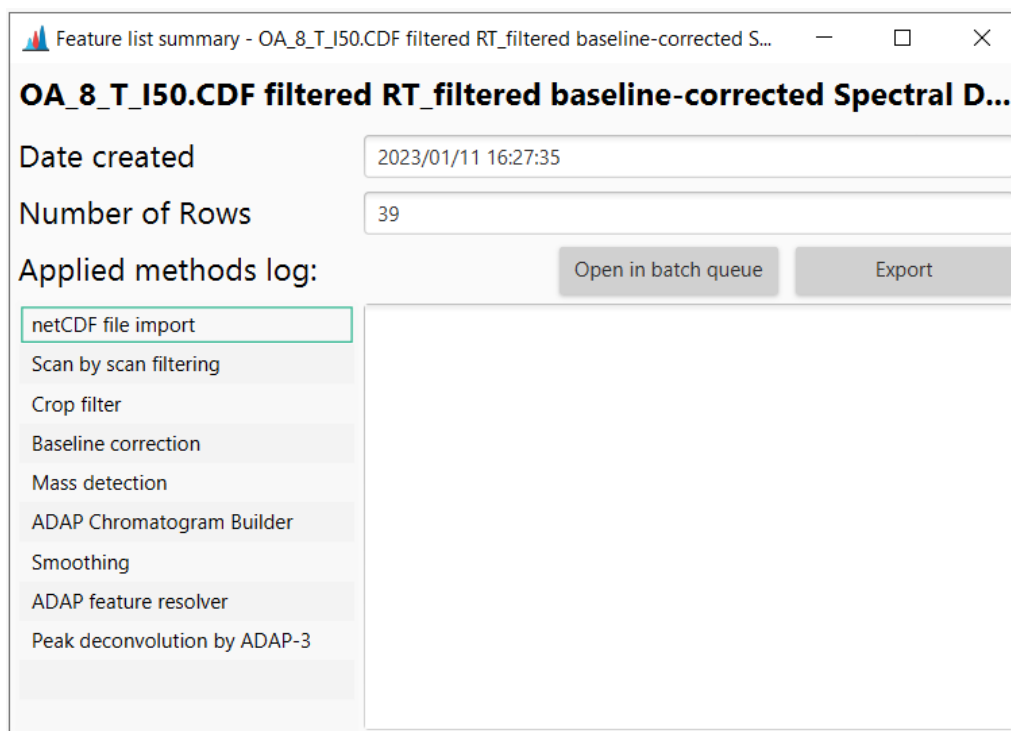 Feature list summary - OA_8_T_I50.CDF filtered RT_filtered baseline-corrected S...
OA_8_T_I50.CDF filtered RT_filtered baseline-corrected Spectral D...
Date created 2023/01/11 16:27:35
Number of Rows 39
Applied methods log: Open in batch queue Export
netCDF file import
Scan by scan filtering
Crop filter
Baseline correction
Mass detection
ADAP Chromatogram Builder
Smoothing
ADAP feature resolver
Peak deconvolution by ADAP-3